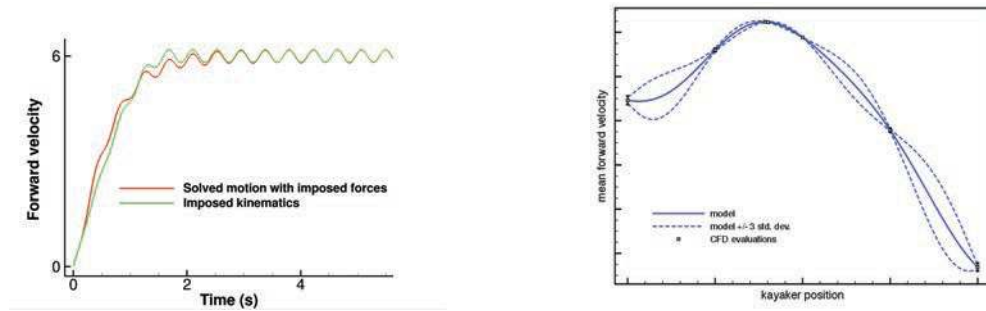 Forward velocity
6
0
Solved motion with imposed forces
Imposed kinematics
0
2
4
Time (s)
mean forward velocity
model
model +/- 3 std. dev.
CFD evaluations
kayaker position